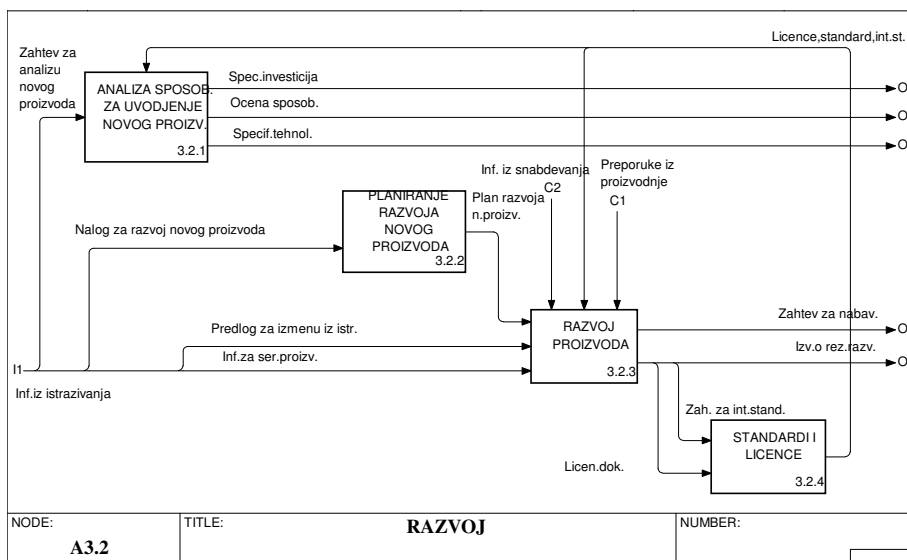 Licence,standard,int.st.
Zahtev za
analizu
novog
proizvoda
ANALIZA SPOSOB.
ZA UVODJENJE
NOVOG PROIZV.
3.2.1
Spec.investicija
O
Ocena sposob.
O
Specif.tehnol.
O
Inf. iz snabdevanja
C2
Preporuke iz
proizvodnje
C1
PLANIRANJE
RAZVOJA
NOVOG
PROIZVODA
3.2.2
Plan razvoja
n.proizv.
Nalog za razvoj novog proizvoda
Predlog za izmenu iz istr.
Inf.za ser.proizv.
I1
Inf.iz istrazivanja
RAZVOJ
PROIZVODA
3.2.3
Zahtev za nabav.
O
Izv.o rez.razv.
O
Zah. za int.stand.
Licen.dok.
STANDARDI I
LICENCE
3.2.4
NODE:
A3.2
TITLE:
RAZVOJ
NUMBER: